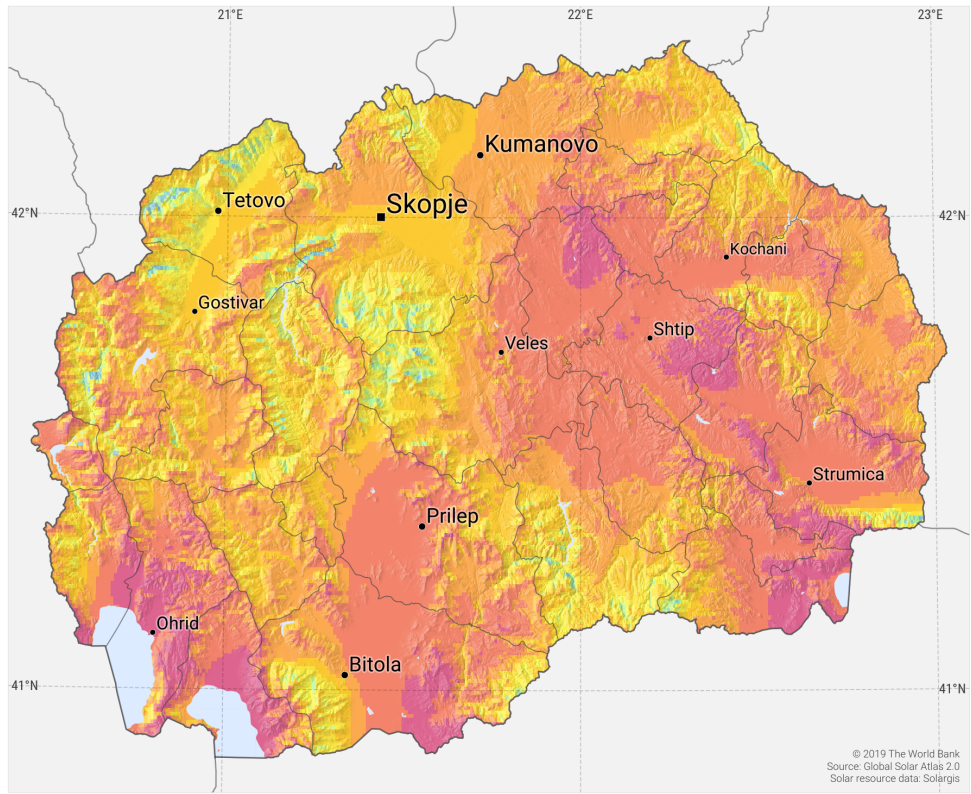 21°E 22°E 23°E
Kumanovo
Tetovo
Skopje
42°N 42°N
Kochani
Gostivar
Shtip
Veles
Strumica
Prilep
Ohrid
Bitola
41°N 41°N
© 2019 The World Bank
Source: Global Solar Atlas 2.0
Solar resource data: Solargis